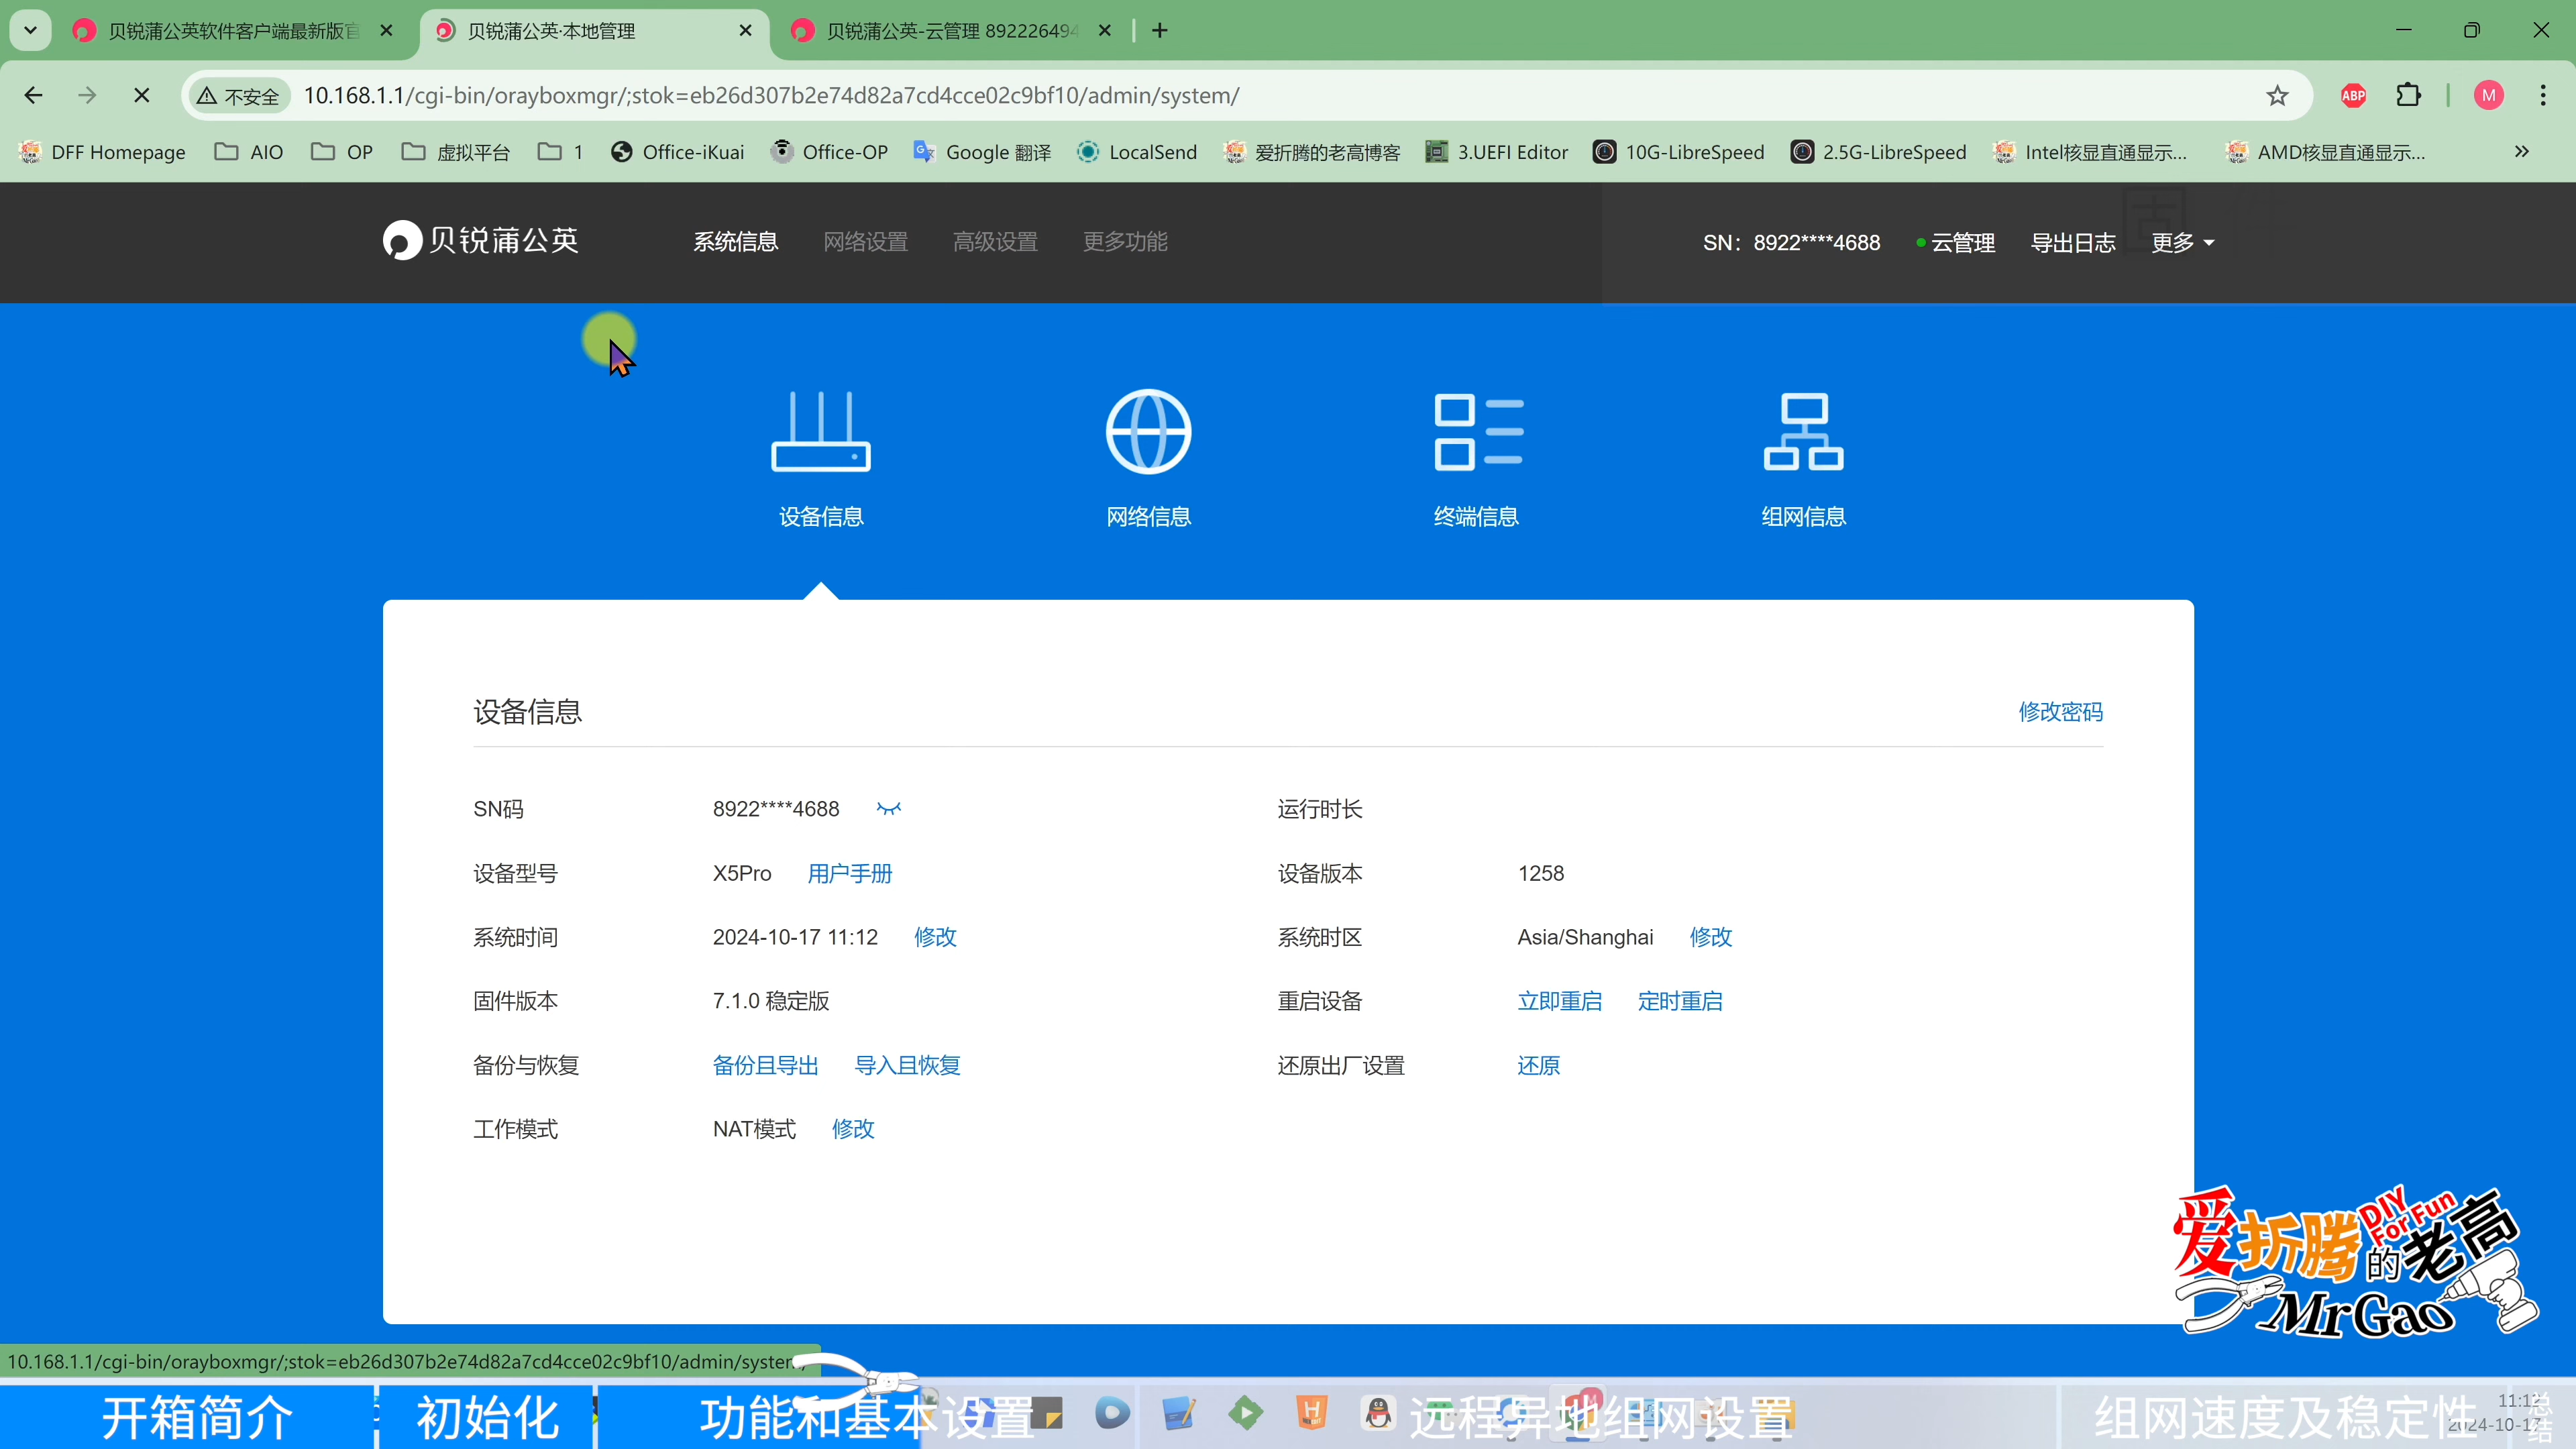 贝锐蒲公英软件客户端最新版官
贝锐蒲公英·本地管理
贝锐蒲公英-云管理 892226494
不安全
10.168.1.1/cgi-bin/orayboxmgr/;stok=eb26d307b2e74d82a7cd4cce02c9bf10/admin/system/
ABP
M
DFF Homepage
AIO
OP
虚拟平台
1
Office-iKuai
Office-OP
Google 翻译
LocalSend
爱折腾的老高博客
3.UEFI Editor
10G-LibreSpeed
2.5G-LibreSpeed
Intel核显直通显示...
AMD核显直通显示...
贝锐蒲公英
系统信息
网络设置
高级设置
更多功能
SN：8922****4688
云管理
导出日志
更多
设备信息
网络信息
终端信息
组网信息
设备信息
修改密码
SN码 8922****4688
运行时长
设备型号 X5Pro 用户手册
设备版本 1258
系统时间 2024-10-17 11:12 修改
系统时区 Asia/Shanghai 修改
固件版本 7.1.0 稳定版
重启设备 立即重启 定时重启
备份与恢复 备份且导出 导入且恢复
还原出厂设置 还原
工作模式 NAT模式 修改
爱折腾的老高
DIY For Fun
MrGao
10.168.1.1/cgi-bin/orayboxmgr/;stok=eb26d307b2e74d82a7cd4cce02c9bf10/admin/system/
开箱简介
初始化
功能和基本设置
远程异地组网设置
组网速度及稳定性
总结
2024-10-17